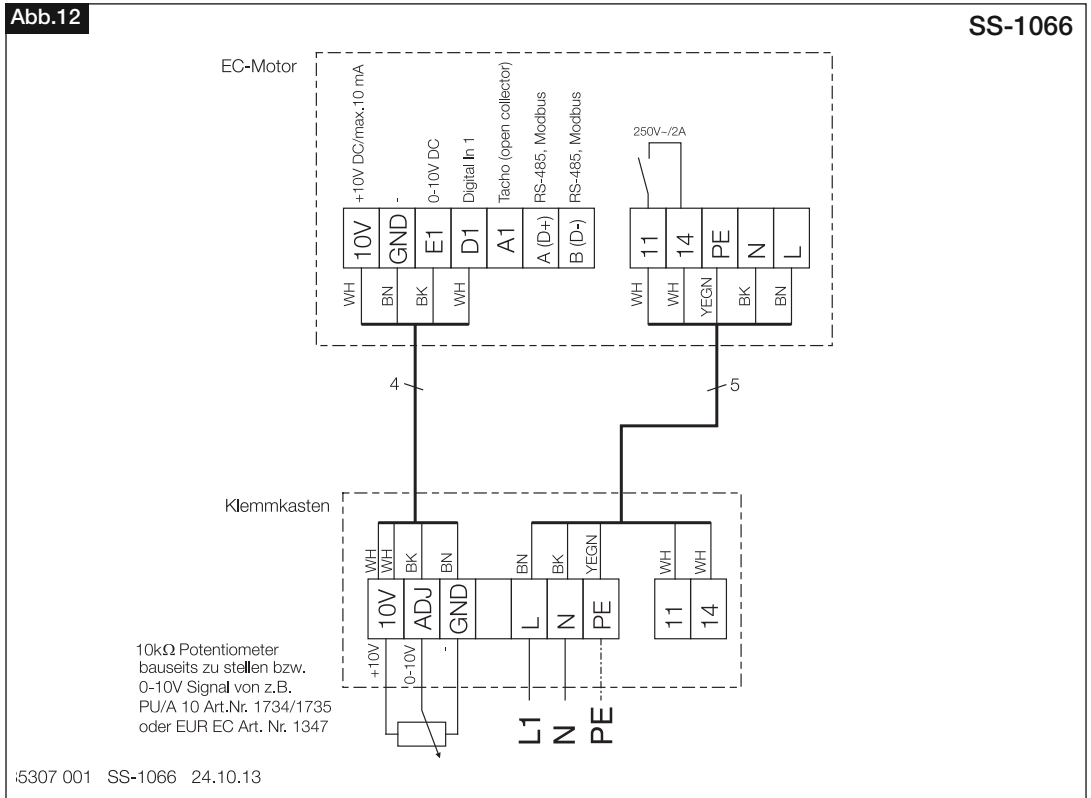 Abb.12
SS-1066
EC-Motor
+10V DC/max.10 mA
-
0-10V DC
Digital In 1
Tacho (open collector)
RS-485, Modbus
RS-485, Modbus
250V~/2A
10V GND E1 D1 A1 A (D+) B (D-)
11 14 PE N L
WH BN BK WH
WH WH YEGN BK BN
4
5
Klemmkasten
WH WH BK BN
BN BK YEGN
WH WH
10V ADJ GND
L N PE
11 14
+10V 0-10V -
10kΩ Potentiometer
bauseits zu stellen bzw.
0-10V Signal von z.B.
PU/A 10 Art.Nr. 1734/1735
oder EUR EC Art. Nr. 1347
L1 N PE
5307 001 SS-1066 24.10.13